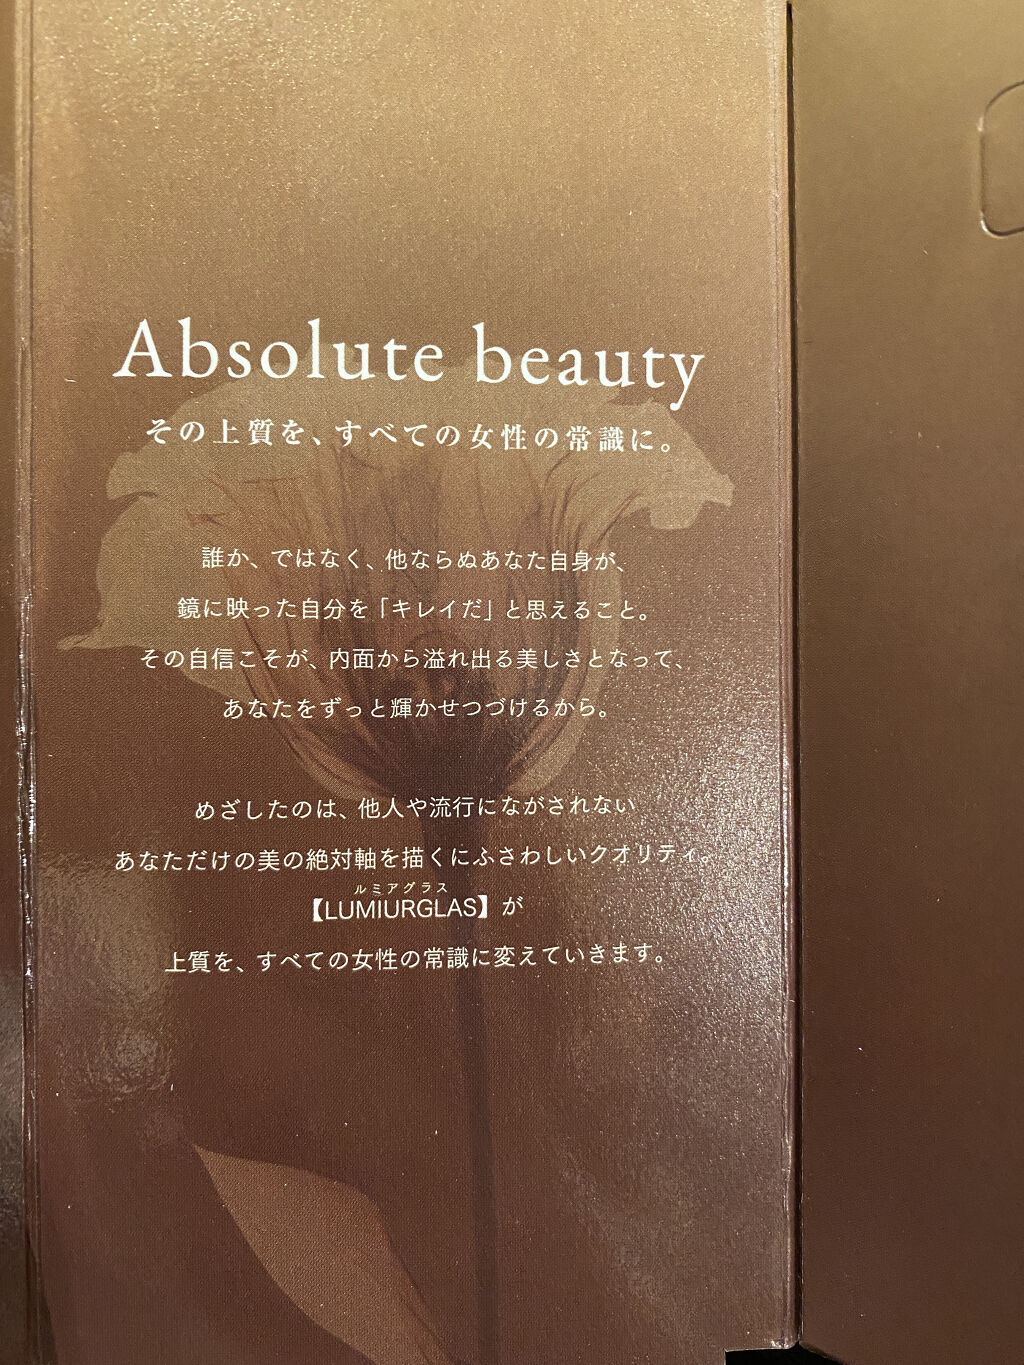 Absolute beauty
その上質を、すべての女性の常識に。
誰か、ではなく、他ならぬあなた自身が、
鏡に映った自分を「キレイだ」と思えること。
その自信こそが、内面から溢れ出る美しさとなって、
あなたをずっと輝かせつづけるから。
めざしたのは、他人や流行にながされない
あなただけの美の絶対軸を描くにふさわしいクオリティ。
ルミアグラス
【LUMIURGLAS】が
上質を、すべての女性の常識に変えていきます。